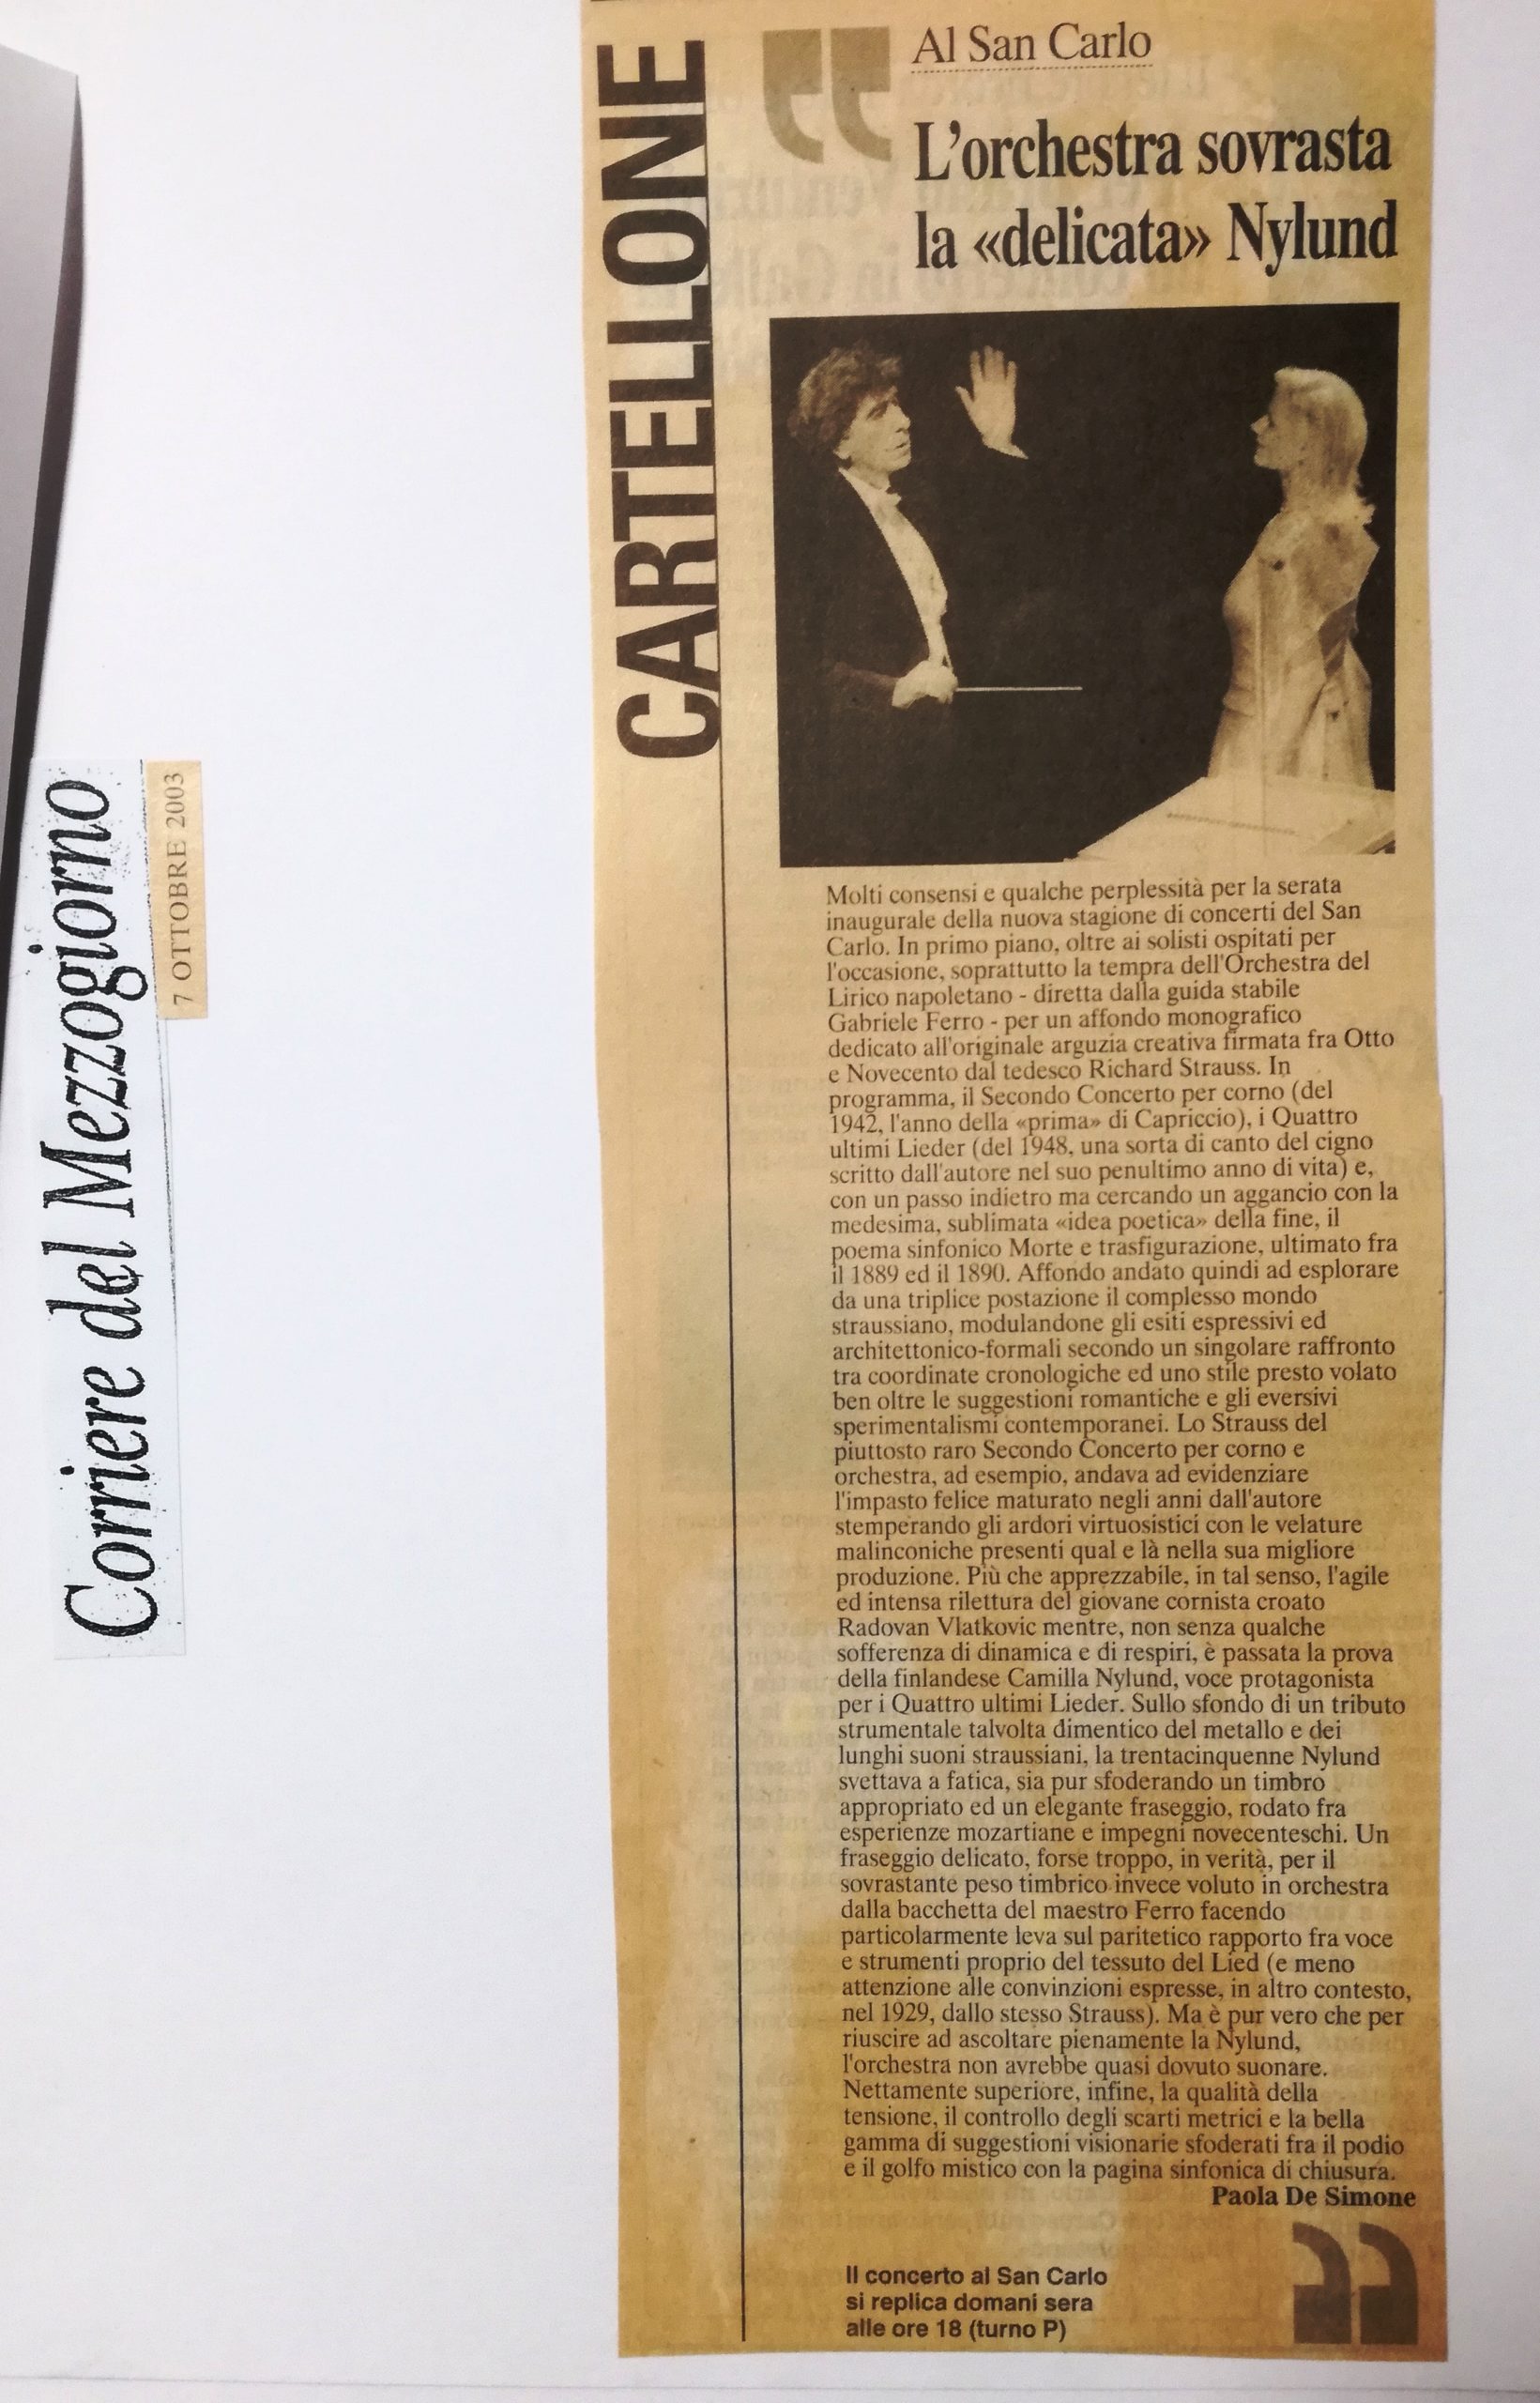 Corriere del Mezzogiorno
7 OTTOBRE 2003
CARTELLONE
Al San Carlo
L'orchestra sovrasta
la «delicata» Nylund
Molti consensi e qualche perplessità per la serata
inaugurale della nuova stagione di concerti del San
Carlo. In primo piano, oltre ai solisti ospitati per
l'occasione, soprattutto la tempra dell'Orchestra del
Lirico napoletano - diretta dalla guida stabile
Gabriele Ferro - per un affondo monografico
dedicato all'originale arguzia creativa firmata fra Otto
e Novecento dal tedesco Richard Strauss. In
programma, il Secondo Concerto per corno (del
1942, l'anno della «prima» di Capriccio), i Quattro
ultimi Lieder (del 1948, una sorta di canto del cigno
scritto dall'autore nel suo penultimo anno di vita) e,
con un passo indietro ma cercando un aggancio con la
medesima, sublimata «idea poetica» della fine, il
poema sinfonico Morte e trasfigurazione, ultimato fra
il 1889 ed il 1890. Affondo andato quindi ad esplorare
da una triplice postazione il complesso mondo
straussiano, modulandone gli esiti espressivi ed
architettonico-formali secondo un singolare raffronto
tra coordinate cronologiche ed uno stile presto volato
ben oltre le suggestioni romantiche e gli eversivi
sperimentalismi contemporanei. Lo Strauss del
piuttosto raro Secondo Concerto per corno e
orchestra, ad esempio, andava ad evidenziare
l'impasto felice maturato negli anni dall'autore
stemperando gli ardori virtuosistici con le velature
malinconiche presenti qual e là nella sua migliore
produzione. Più che apprezzabile, in tal senso, l'agile
ed intensa rilettura del giovane cornista croato
Radovan Vlatkovic mentre, non senza qualche
sofferenza di dinamica e di respiri, è passata la prova
della finlandese Camilla Nylund, voce protagonista
per i Quattro ultimi Lieder. Sullo sfondo di un tributo
strumentale talvolta dimentico del metallo e dei
lunghi suoni straussiani, la trentacinquenne Nylund
svettava a fatica, sia pur sfoderando un timbro
appropriato ed un elegante fraseggio, rodato fra
esperienze mozartiane e impegni novecenteschi. Un
fraseggio delicato, forse troppo, in verità, per il
sovrastante peso timbrico invece voluto in orchestra
dalla bacchetta del maestro Ferro facendo
particolarmente leva sul paritetico rapporto fra voce
e strumenti proprio del tessuto del Lied (e meno
attenzione alle convinzioni espresse, in altro contesto,
nel 1929, dallo stesso Strauss). Ma è pur vero che per
riuscire ad ascoltare pienamente la Nylund,
l'orchestra non avrebbe quasi dovuto suonare.
Nettamente superiore, infine, la qualità della
tensione, il controllo degli scarti metrici e la bella
gamma di suggestioni visionarie sfoderati fra il podio
e il golfo mistico con la pagina sinfonica di chiusura.
Paola De Simone
Il concerto al San Carlo
si replica domani sera
alle ore 18 (turno P)